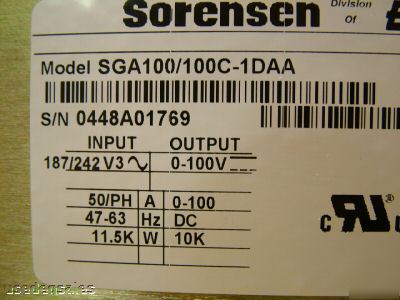 Sorensen
Division
Of
Model SGA100/100C-1DAA
S/N 0448A01769
INPUT OUTPUT
187/242 V3 0-100V
50/PH A 0-100
47-63 Hz DC
11.5K W 10K
usedensales